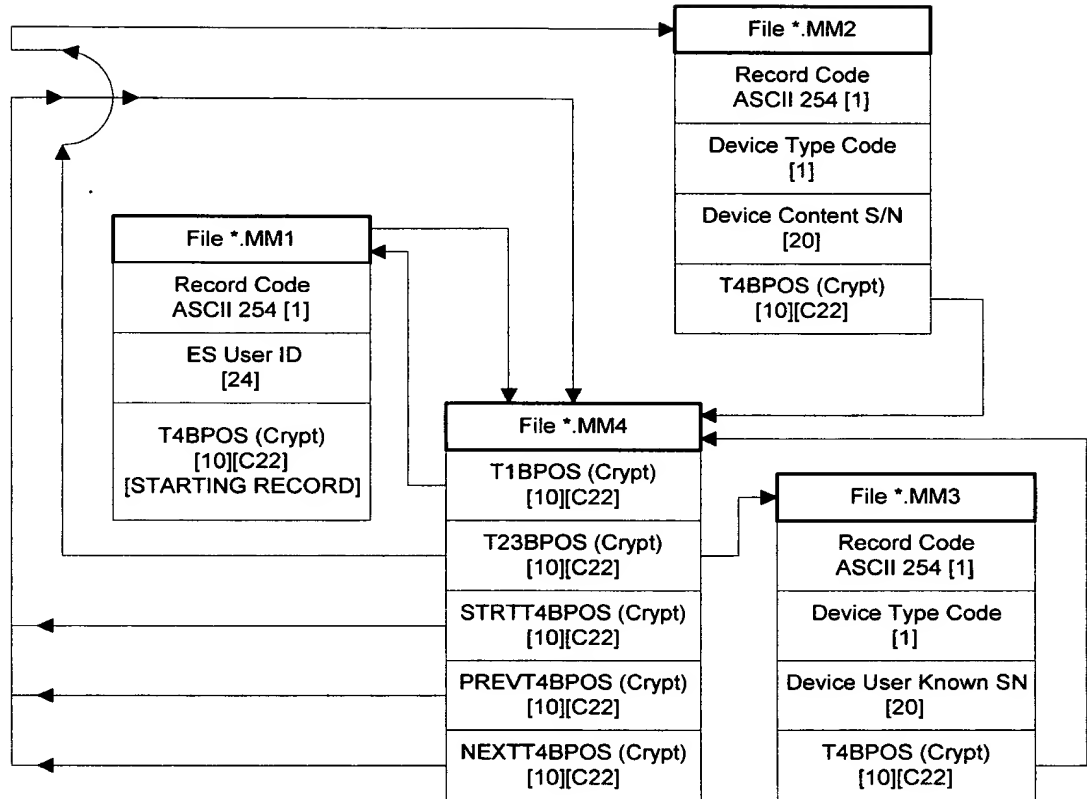 File *.MM2
Record Code
ASCII 254 [1]
Device Type Code
[1]
Device Content S/N
[20]
T4BPOS (Crypt)
[10][C22]
File *.MM1
Record Code
ASCII 254 [1]
ES User ID
[24]
T4BPOS (Crypt)
[10][C22]
[STARTING RECORD]
File *.MM4
T1BPOS (Crypt)
[10][C22]
T23BPOS (Crypt)
[10][C22]
STRTT4BPOS (Crypt)
[10][C22]
PREVT4BPOS (Crypt)
[10][C22]
NEXTT4BPOS (Crypt)
[10][C22]
File *.MM3
Record Code
ASCII 254 [1]
Device Type Code
[1]
Device User Known SN
[20]
T4BPOS (Crypt)
[10][C22]